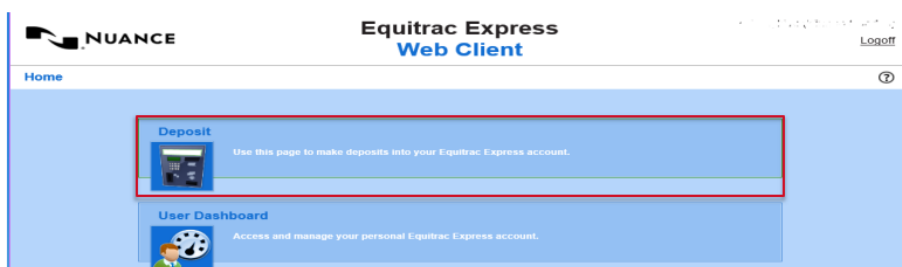 NUANCE
Equitrac Express
Web Client
Logoff
Home
Deposit
Use this page to make deposits into your Equitrac Express account.
User Dashboard
Access and manage your personal Equitrac Express account.